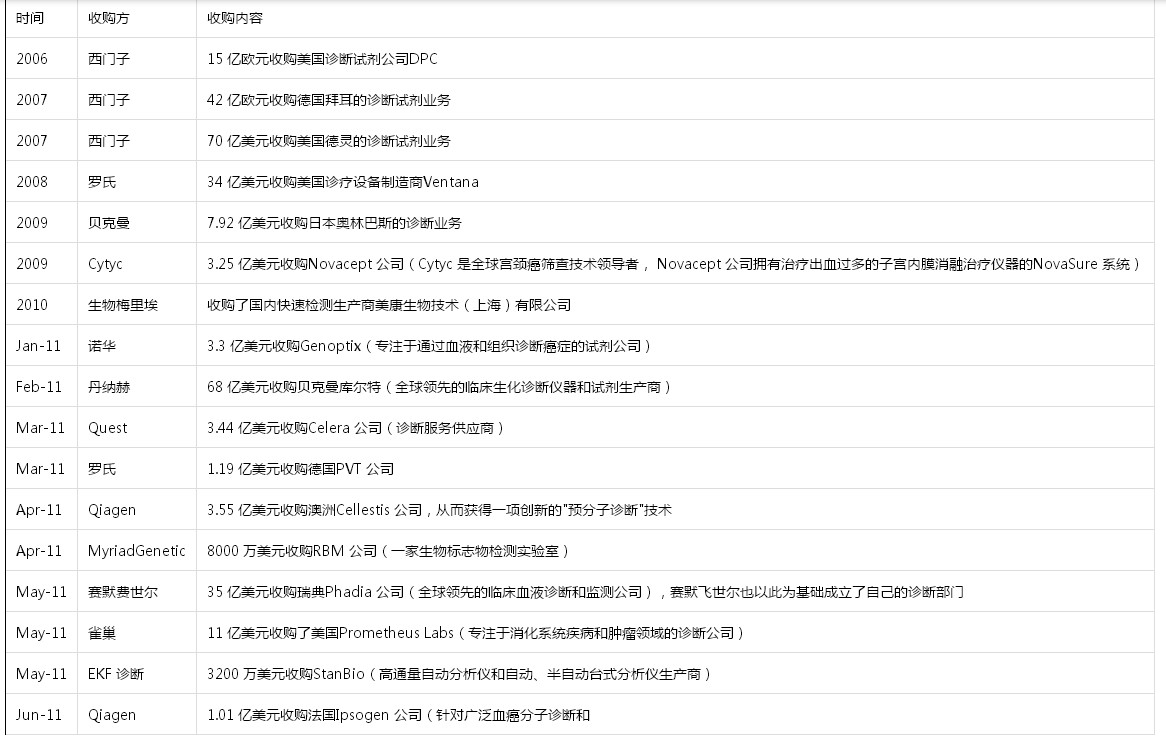 时间 收购方 收购内容
2006 西门子 15 亿欧元收购美国诊断试剂公司DPC
2007 西门子 42 亿欧元收购德国拜耳的诊断试剂业务
2007 西门子 70 亿美元收购美国德灵的诊断试剂业务
2008 罗氏 34 亿美元收购美国诊疗设备制造商Ventana
2009 贝克曼 7.92 亿美元收购日本奥林巴斯的诊断业务
2009 Cytyc 3.25 亿美元收购Novacept 公司（Cytyc 是全球宫颈癌筛查技术领导者， Novacept 公司拥有治疗出血过多的子宫内膜消融治疗仪器的NovaSure 系统）
2010 生物梅里埃 收购了国内快速检测生产商美康生物技术（上海）有限公司
Jan-11 诺华 3.3 亿美元收购Genoptix（专注于通过血液和组织诊断癌症的试剂公司）
Feb-11 丹纳赫 68 亿美元收购贝克曼库尔特（全球领先的临床生化诊断仪器和试剂生产商）
Mar-11 Quest 3.44 亿美元收购Celera 公司（诊断服务供应商）
Mar-11 罗氏 1.19 亿美元收购德国PVT 公司
Apr-11 Qiagen 3.55 亿美元收购澳洲Cellestis 公司，从而获得一项创新的"预分子诊断"技术
Apr-11 MyriadGenetic 8000 万美元收购RBM 公司（一家生物标志物检测实验室）
May-11 赛默费世尔 35 亿美元收购瑞典Phadia 公司（全球领先的临床血液诊断和监测公司），赛默飞世尔也以此为基础成立了自己的诊断部门
May-11 雀巢 11 亿美元收购了美国Prometheus Labs（专注于消化系统疾病和肿瘤领域的诊断公司）
May-11 EKF 诊断 3200 万美元收购StanBio（高通量自动分析仪和自动、半自动台式分析仪生产商）
Jun-11 Qiagen 1.01 亿美元收购法国Ipsogen 公司（针对广泛血癌分子诊断和